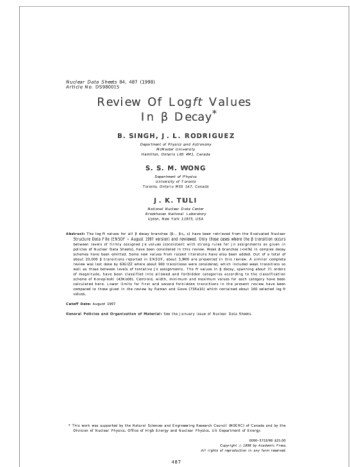 Nuclear Data Sheets 84, 487 (1998)
Article No. DS980015
Review Of Logft Values
In β Decay*
B. SINGH, J. L. RODRIGUEZ
Department of Physics and Astronomy
McMaster University
Hamilton, Ontario L8S 4M1, Canada
S. S. M. WONG
Department of Physics
University of Toronto
Toronto, Ontario M5S 1A7, Canada
J. K. TULI
National Nuclear Data Center
Brookhaven National Laboratory
Upton, New York 11973, USA
Abstract: The log ft values for all β decay branches (β-, β+, ε) have been retrieved from the Evaluated Nuclear
Structure Data File (ENSDF - August 1997 version) and reviewed. Only those cases where the β transition occurs
between levels of firmly assigned Jπ values consistent with strong rules for Jπ assignments as given in
policies of Nuclear Data Sheets, have been considered in this review. Weak β branches in complex decay
schemes have been omitted. Some new values from recent literature have also been added. Out of a total of
about 20,000 β transitions reported in ENSDF, about 3,900 are presented in this review. A similar complete
review was last done by where about 900 transitions were considered, which included weak transitions as
well as those between levels of tentative Jπ assignments. The ft values in β decay, spanning about 21 orders
of magnitude, have been classified into allowed and forbidden categories according to the classification
scheme of Konopinski. Centroids, width, minimum and maximum values for each category have been
calculated here. Lower limits for first and second forbidden transitions in the present review have been
compared to those given in the review by Raman and Gove (73RaGo) which contained about 300 selected log ft
values.
Cutoff Date: August 1997
General Policies and Organization of Material: See the January issue of Nuclear Data Sheets.
* This work was supported by the Natural Sciences and Engineering Research Council (NSERC) of Canada and by the
Division of Nuclear Physics, Office of High Energy and Nuclear Physics, US Department of Energy.
0090-3752/98 $25.00
Copyright © 1998 by Academic Press
All rights of reproduction in any form reserved
487